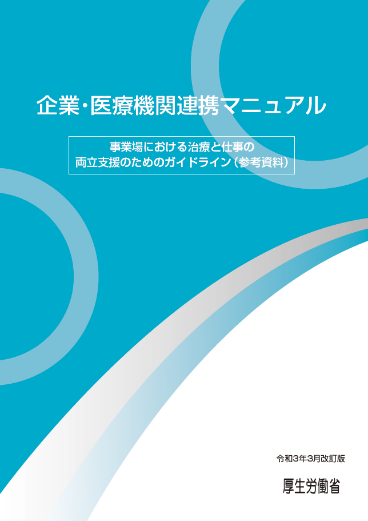 企業・医療機関連携マニュアル
事業場における治療と仕事の
両立支援のためのガイドライン（参考資料）
令和3年3月改訂版
厚生労働省